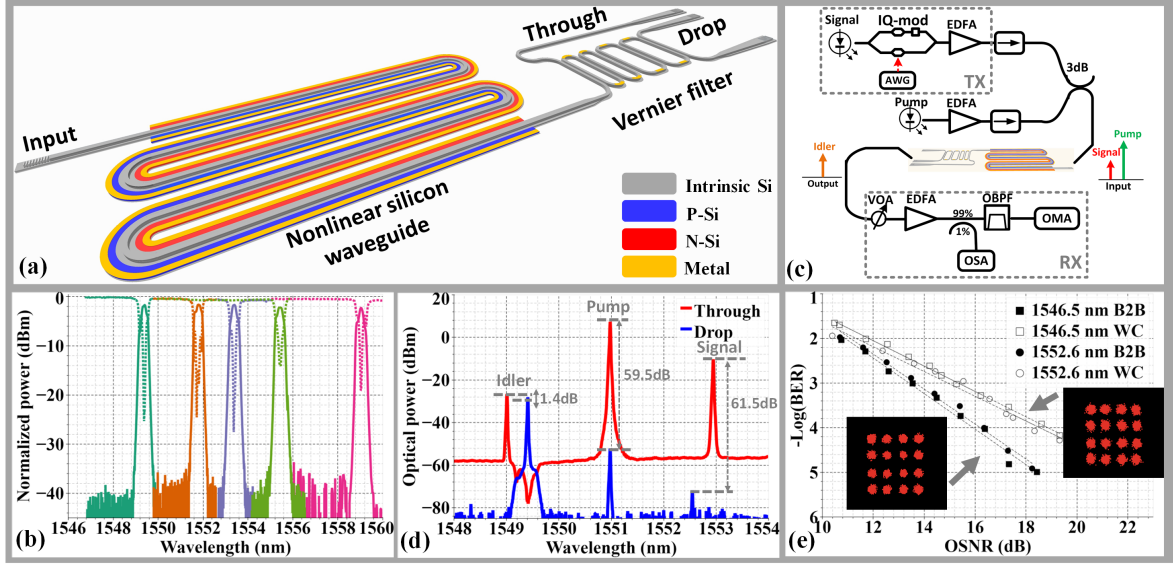 Through
Drop
Vernier filter
Input
Nonlinear silicon
waveguide
Intrinsic Si
P-Si
N-Si
Metal
(a)
Signal
IQ-mod
EDFA
AWG
TX
3dB
Pump
EDFA
Idler
Output
Pump
Signal
Input
VOA
EDFA
99%
1%
OBPF
OMA
OSA
RX
(c)
Normalized power (dBm)
0
−10
−20
−30
−40
1546 1548 1550 1552 1554 1556 1558 1560
Wavelength (nm)
(b)
Optical power (dBm)
20
0
−20
−40
−60
−80
Pump
Through
Drop
Signal
Idler
1.4dB
59.5dB
61.5dB
1548 1549 1550 1551 1552 1553 1554
Wavelength (nm)
(d)
-Log(BER)
1
2
3
4
5
6
1546.5 nm B2B
1546.5 nm WC
1552.6 nm B2B
1552.6 nm WC
10.4 12 14 16 18 20 22
OSNR (dB)
(e)